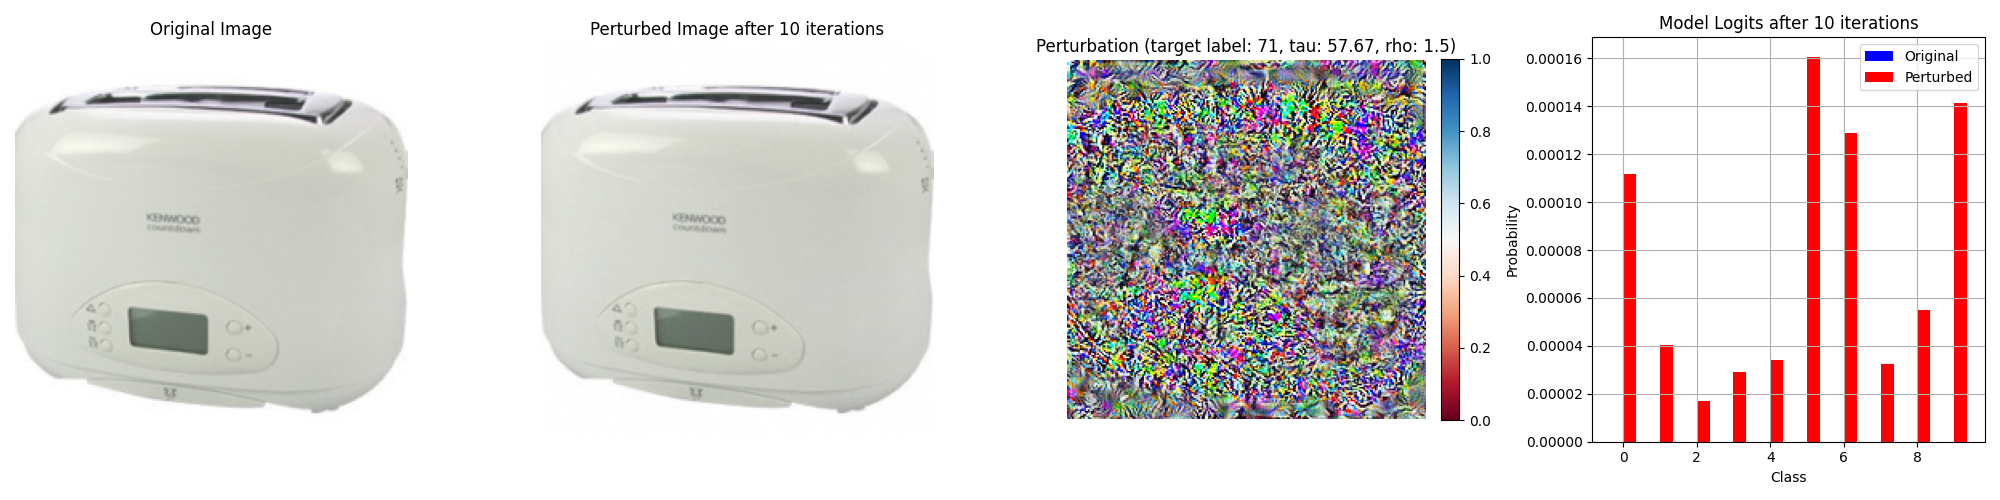 Original Image
KENWOOD
countdown
Perturbed Image after 10 iterations
KENWOOD
countdown
Perturbation (target label: 71, tau: 57.67, rho: 1.5)
1.0
0.8
0.6
0.4
0.2
0.0
Model Logits after 10 iterations
Original
Perturbed
Probability
0.00016
0.00014
0.00012
0.00010
0.00008
0.00006
0.00004
0.00002
0.00000
0 2 4 6 8
Class